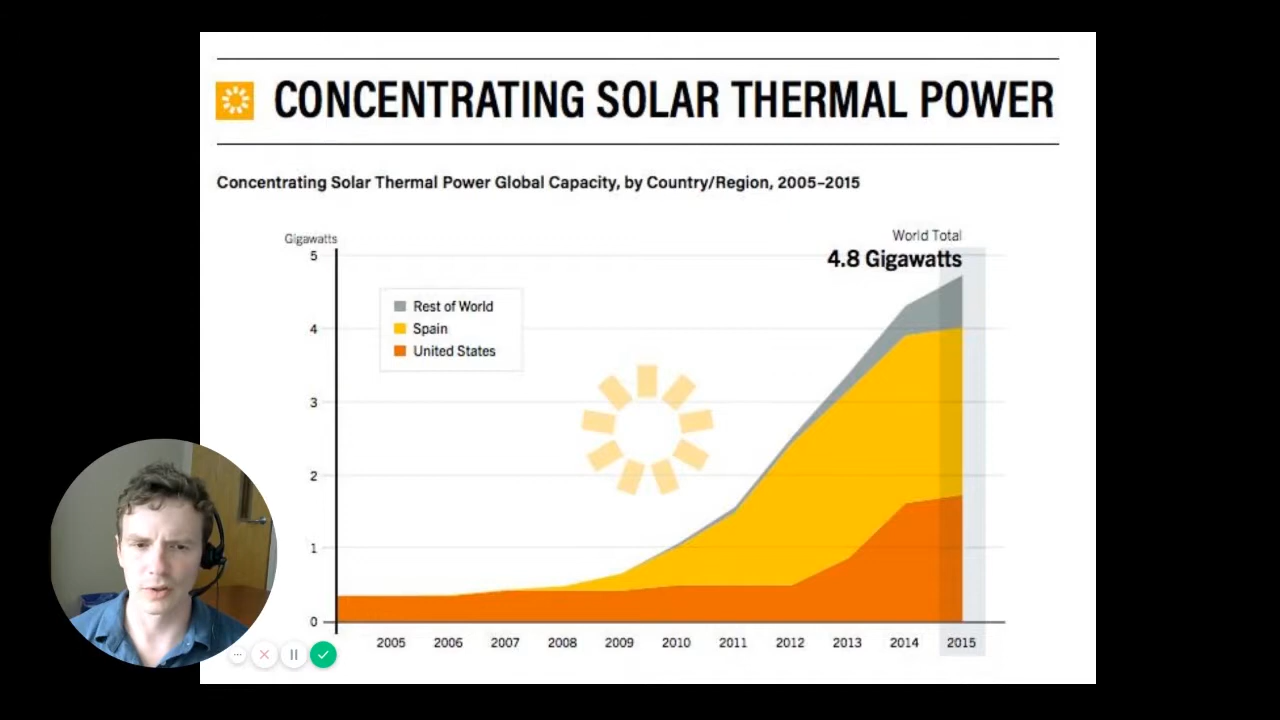 CONCENTRATING SOLAR THERMAL POWER
Concentrating Solar Thermal Power Global Capacity, by Country/Region, 2005–2015
Gigawatts
World Total
4.8 Gigawatts
5
4
3
2
1
0
Rest of World
Spain
United States
2005 2006 2007 2008 2009 2010 2011 2012 2013 2014 2015